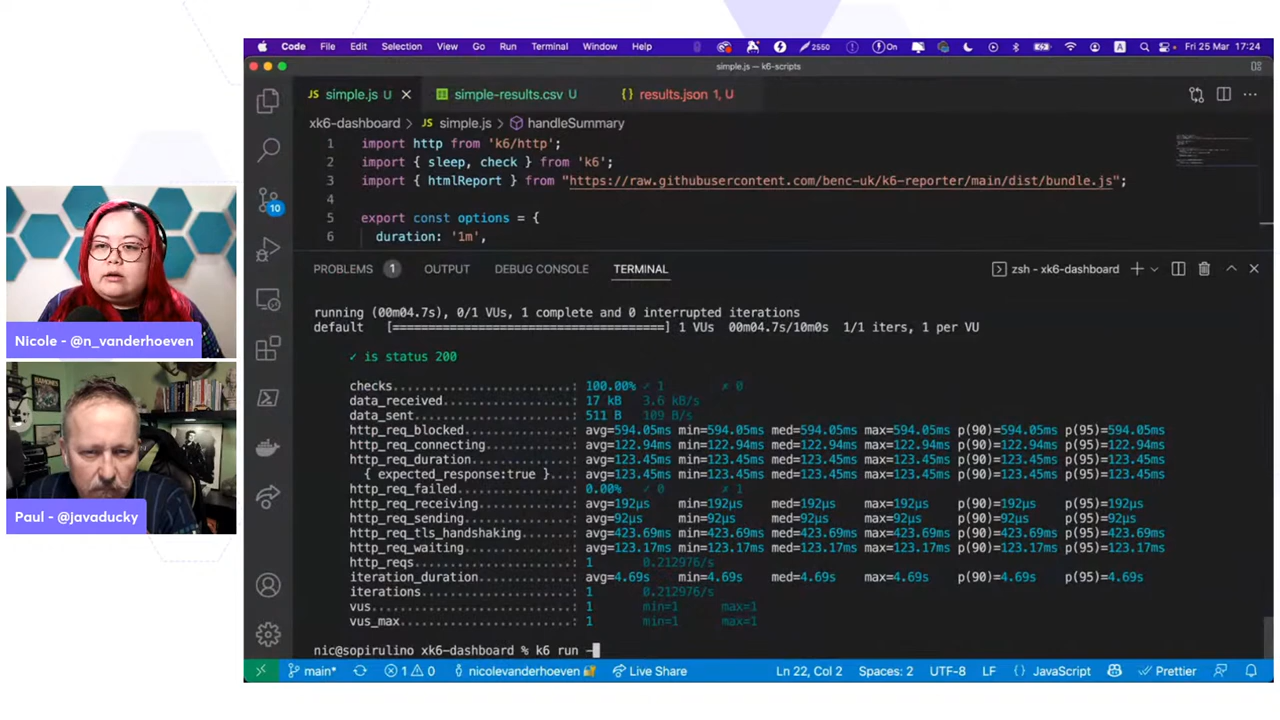 Code File Edit Selection View Go Run Terminal Window Help 2550 On A Fri 25 Mar 17:24
simple.js — k6-scripts
JS simple.js U simple-results.csv U {} results.json 1, U
xk6-dashboard > JS simple.js > handleSummary
1 import http from 'k6/http';
2 import { sleep, check } from 'k6';
3 import { htmlReport } from "https://raw.githubusercontent.com/benc-uk/k6-reporter/main/dist/bundle.js";
4
5 export const options = {
6 duration: '1m',
10
PROBLEMS 1 OUTPUT DEBUG CONSOLE TERMINAL zsh - xk6-dashboard
running (00m04.7s), 0/1 VUs, 1 complete and 0 interrupted iterations
default [======================================] 1 VUs 00m04.7s/10m0s 1/1 iters, 1 per VU
✓ is status 200
checks.........................: 100.00% ✓ 1 ✗ 0
data_received..................: 17 kB 3.6 kB/s
data_sent......................: 511 B 109 B/s
http_req_blocked...............: avg=594.05ms min=594.05ms med=594.05ms max=594.05ms p(90)=594.05ms p(95)=594.05ms
http_req_connecting............: avg=122.94ms min=122.94ms med=122.94ms max=122.94ms p(90)=122.94ms p(95)=122.94ms
http_req_duration..............: avg=123.45ms min=123.45ms med=123.45ms max=123.45ms p(90)=123.45ms p(95)=123.45ms
{ expected_response:true }...: avg=123.45ms min=123.45ms med=123.45ms max=123.45ms p(90)=123.45ms p(95)=123.45ms
http_req_failed................: 0.00% ✓ 0 ✗ 1
http_req_receiving.............: avg=192µs min=192µs med=192µs max=192µs p(90)=192µs p(95)=192µs
http_req_sending...............: avg=92µs min=92µs med=92µs max=92µs p(90)=92µs p(95)=92µs
http_req_tls_handshaking.......: avg=423.69ms min=423.69ms med=423.69ms max=423.69ms p(90)=423.69ms p(95)=423.69ms
http_req_waiting...............: avg=123.17ms min=123.17ms med=123.17ms max=123.17ms p(90)=123.17ms p(95)=123.17ms
http_reqs......................: 1 0.212976/s
iteration_duration.............: avg=4.69s min=4.69s med=4.69s max=4.69s p(90)=4.69s p(95)=4.69s
iterations.....................: 1 0.212976/s
vus............................: 1 min=1 max=1
vus_max........................: 1 min=1 max=1
nic@sopirulino xk6-dashboard % k6 run -
main* 1 0 nicolevanderhoeven Live Share Ln 22, Col 2 Spaces: 2 UTF-8 LF {} JavaScript Prettier
Nicole - @n_vanderhoeven
Paul - @javaducky